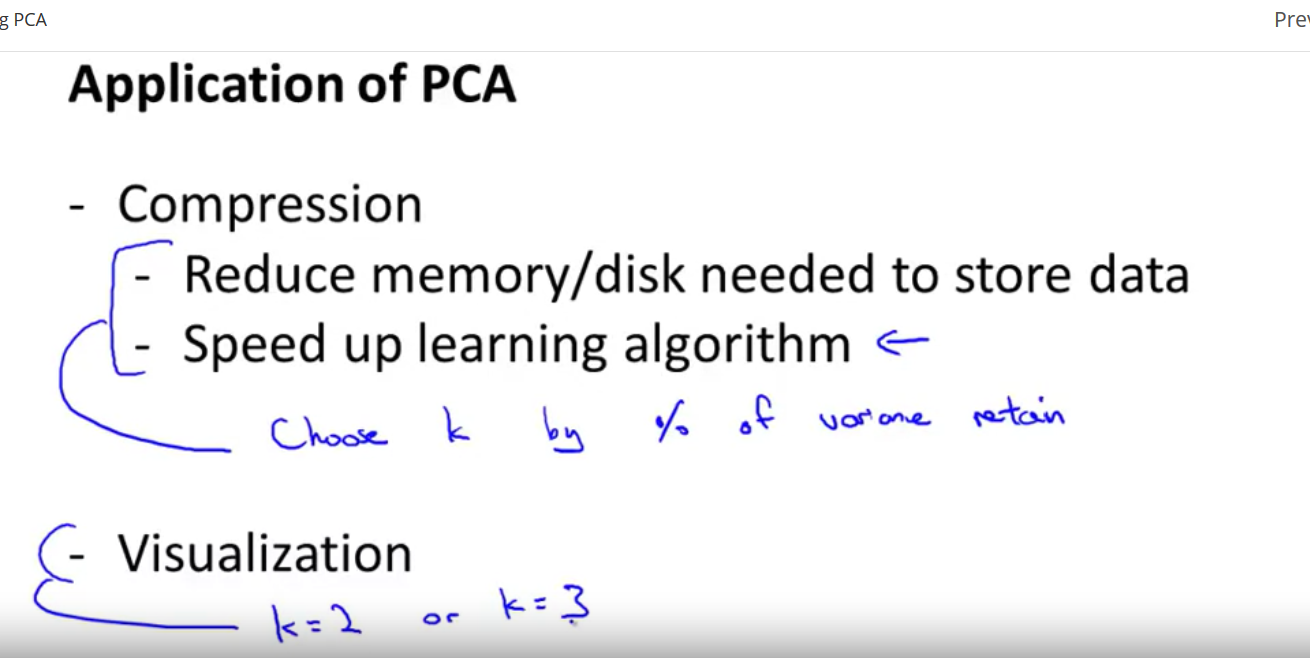 g PCA
Prev
Application of PCA
- Compression
- Reduce memory/disk needed to store data
- Speed up learning algorithm ←
Choose k by % of variance retain
- Visualization
k=2 or k=3